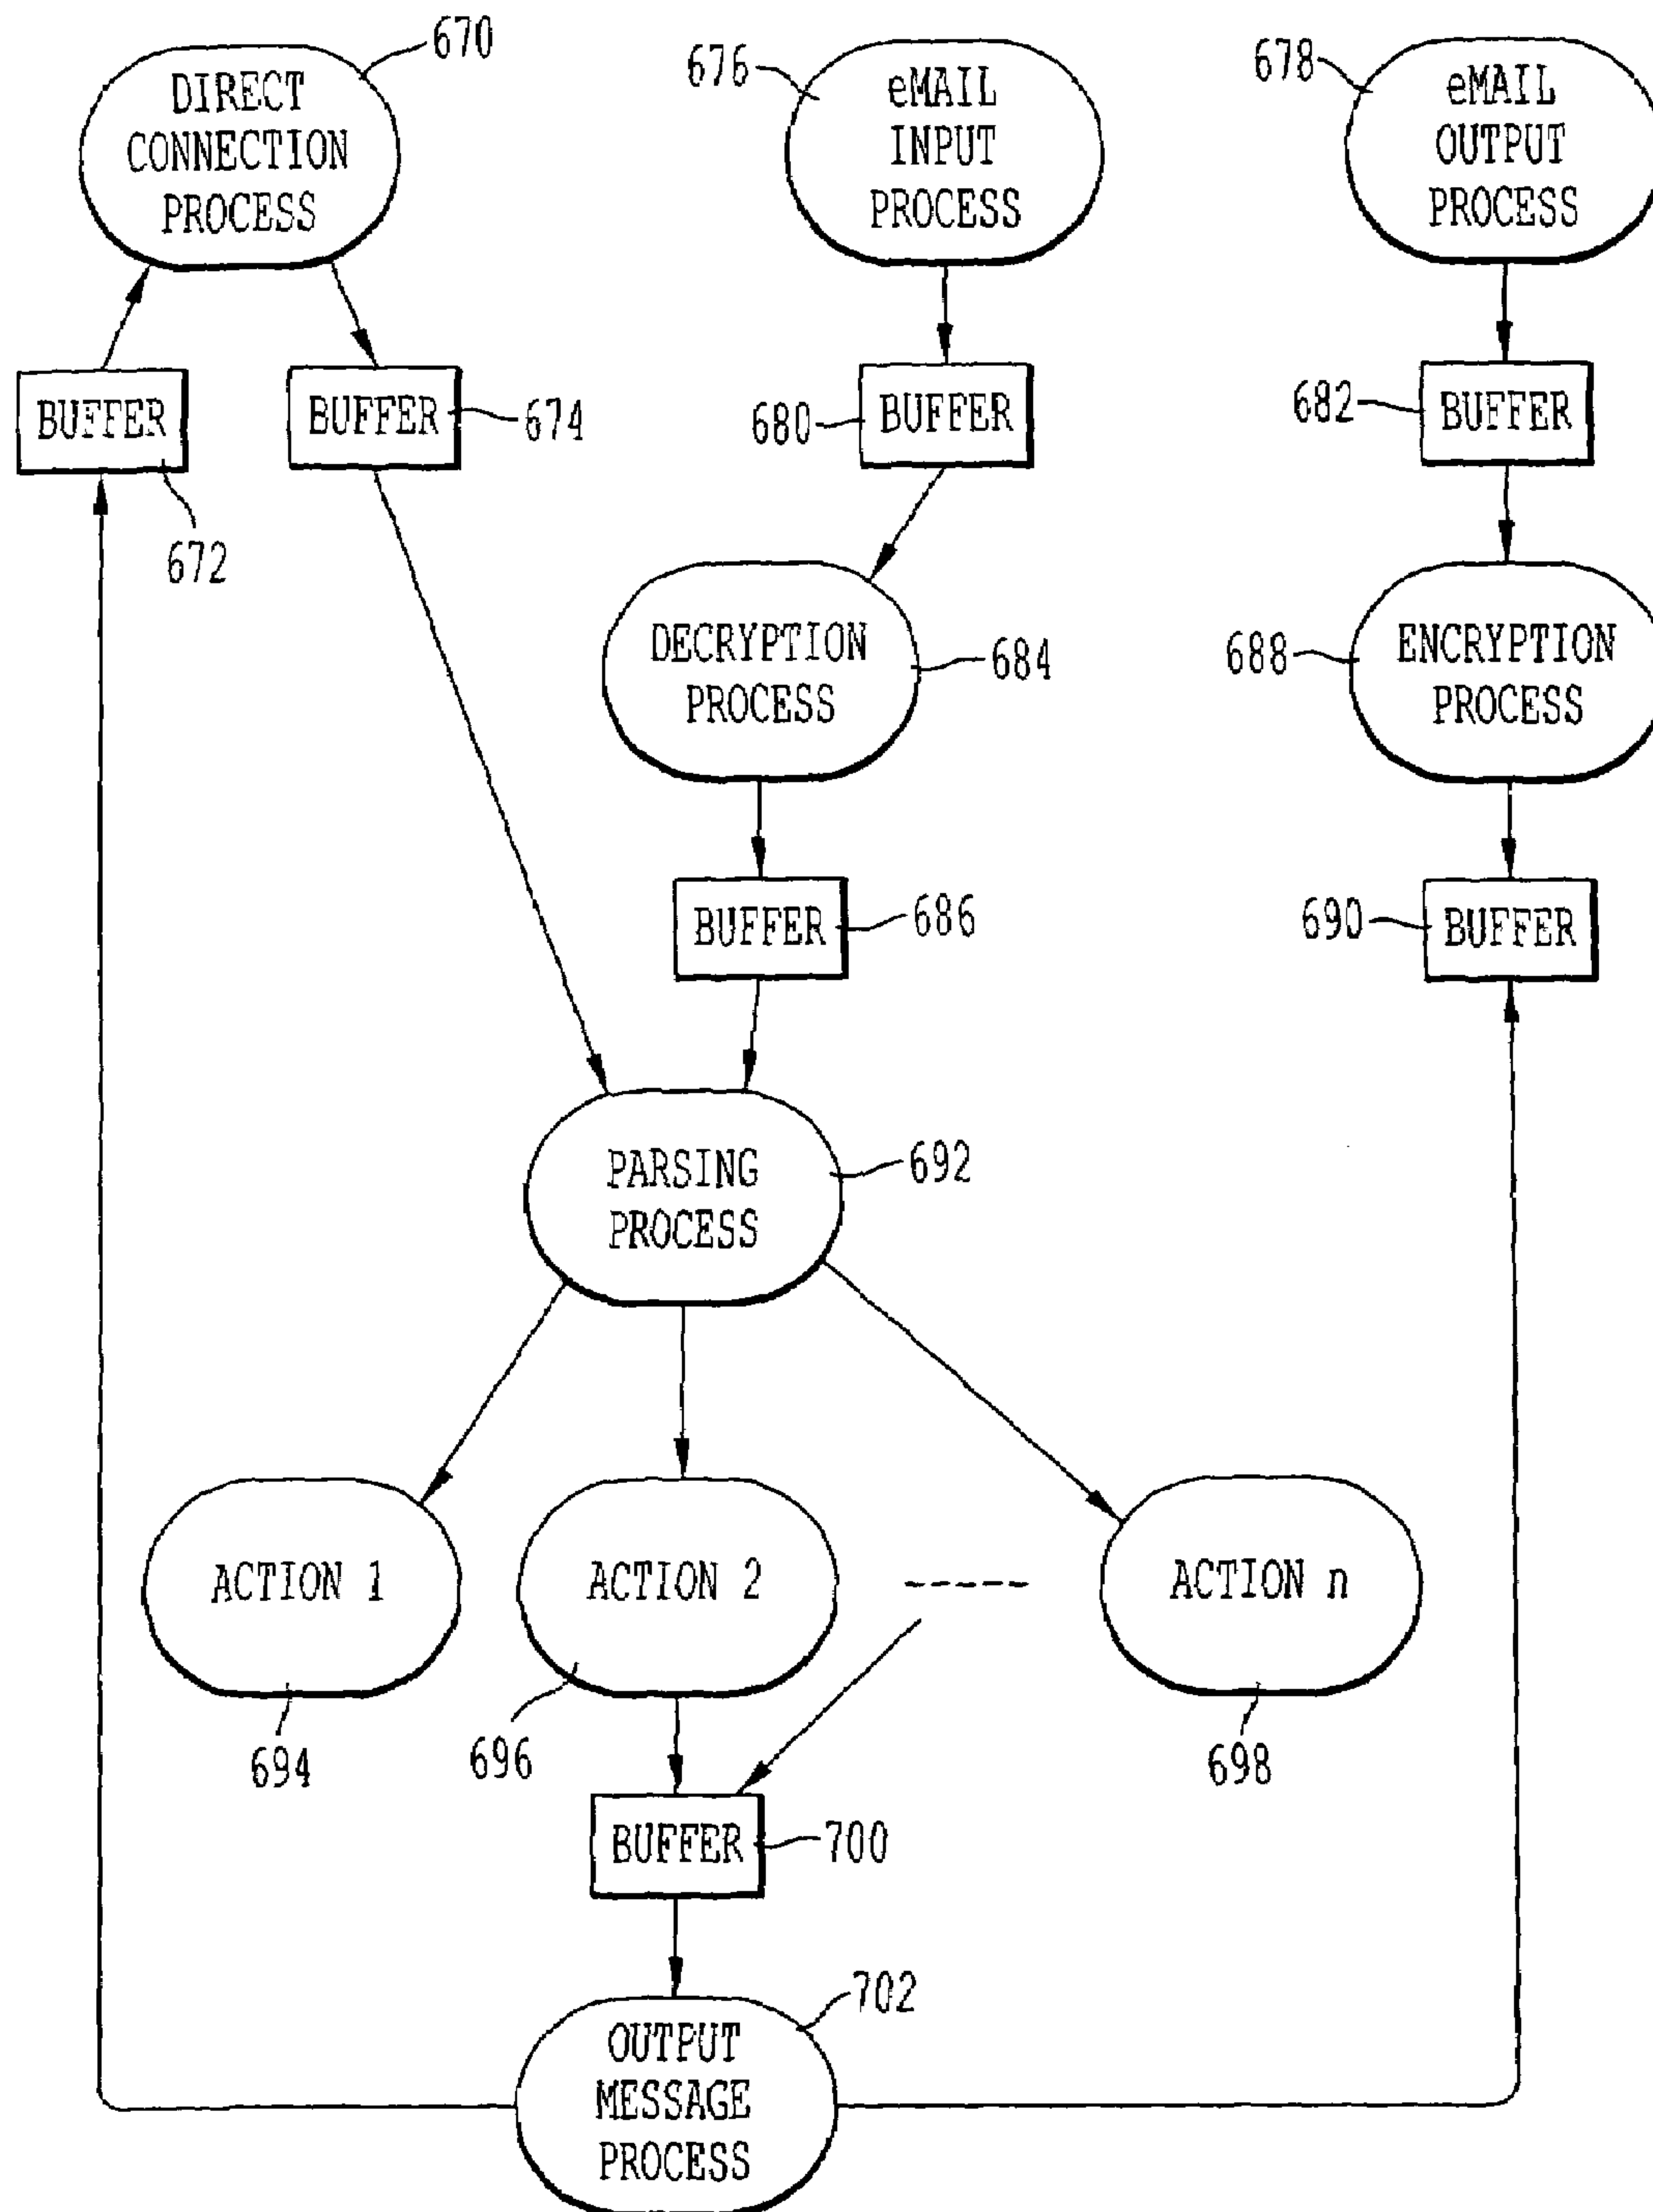 670
DIRECT
CONNECTION
PROCESS
676
eMAIL
INPUT
PROCESS
678
eMAIL
OUTPUT
PROCESS
BUFFER
672
BUFFER
674
680
BUFFER
682
BUFFER
DECRYPTION
PROCESS
684
688
ENCRYPTION
PROCESS
BUFFER
686
690
BUFFER
PARSING
PROCESS
692
ACTION 1
694
ACTION 2
696
-----
ACTION n
698
BUFFER
700
702
OUTPUT
MESSAGE
PROCESS